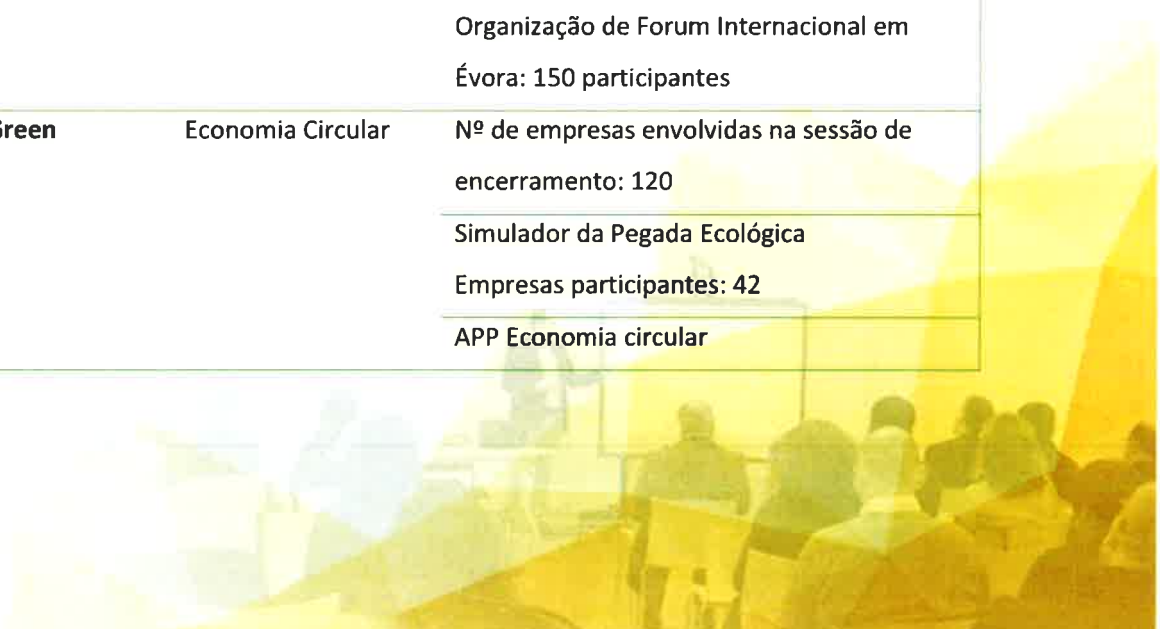 Organização de Forum Internacional em
Évora: 150 participantes
Green Economia Circular Nº de empresas envolvidas na sessão de
encerramento: 120
Simulador da Pegada Ecológica
Empresas participantes: 42
APP Economia circular